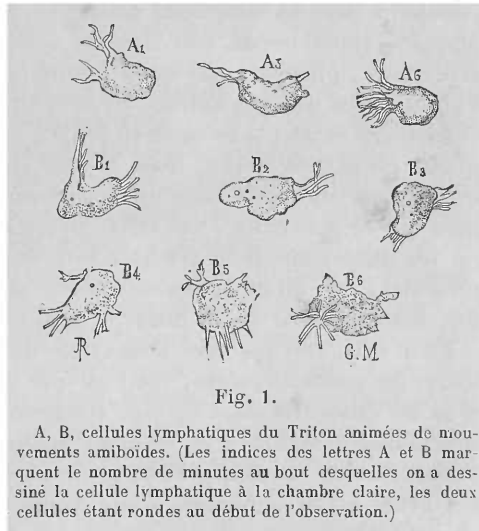 A1 A5 A6
B1 B2 B3
B4 B5 B6
R G.M
Fig. 1.
A, B, cellules lymphatiques du Triton animées de mou-
vements amiboïdes. (Les indices des lettres A et B mar-
quent le nombre de minutes au bout desquelles on a des-
siné la cellule lymphatique à la chambre claire, les deux
cellules étant rondes au début de l'observation.)